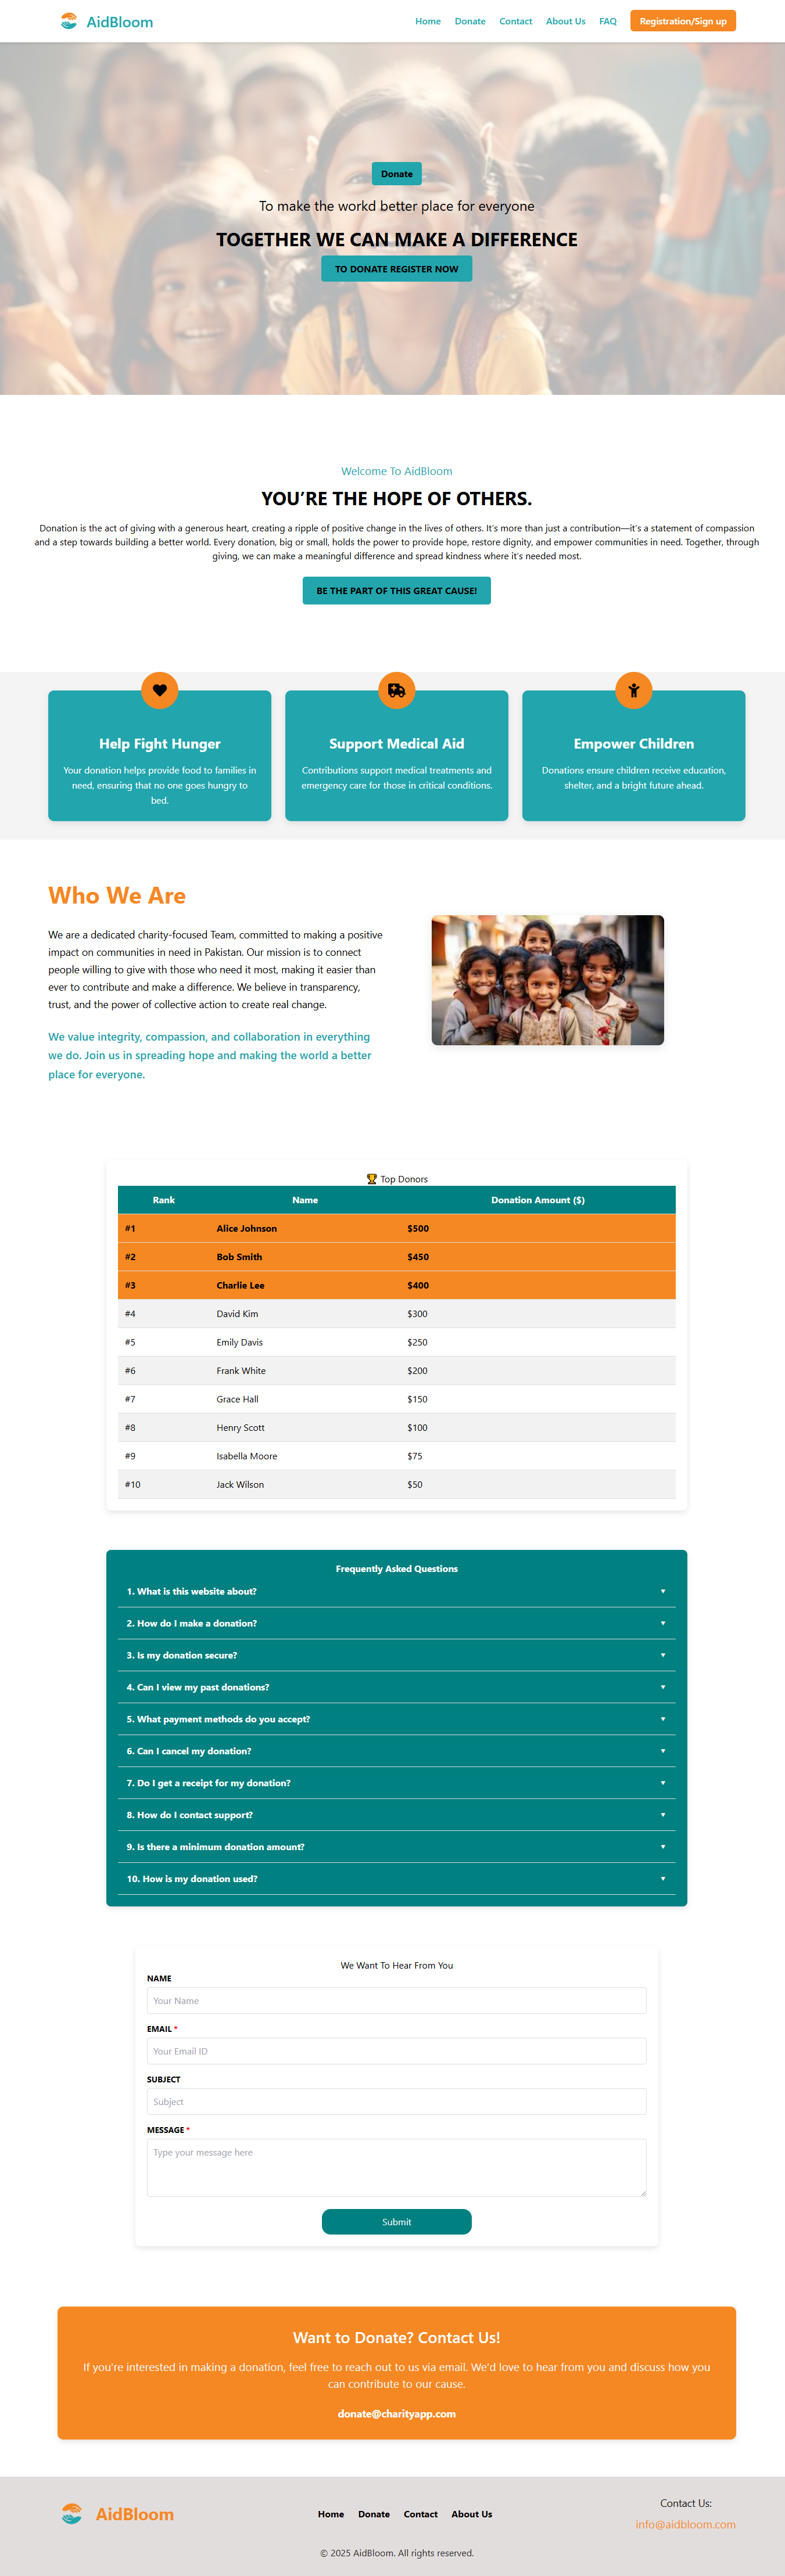 AidBloom
Home Donate Contact About Us FAQ Registration/Sign up
Donate
To make the workd better place for everyone
TOGETHER WE CAN MAKE A DIFFERENCE
TO DONATE REGISTER NOW
Welcome To AidBloom
YOU'RE THE HOPE OF OTHERS.
Donation is the act of giving with a generous heart, creating a ripple of positive change in the lives of others. It's more than just a contribution—it's a statement of compassion
and a step towards building a better world. Every donation, big or small, holds the power to provide hope, restore dignity, and empower communities in need. Together, through
giving, we can make a meaningful difference and spread kindness where it's needed most.
BE THE PART OF THIS GREAT CAUSE!
Help Fight Hunger
Your donation helps provide food to families in
need, ensuring that no one goes hungry to
bed.
Support Medical Aid
Contributions support medical treatments and
emergency care for those in critical conditions.
Empower Children
Donations ensure children receive education,
shelter, and a bright future ahead.
Who We Are
We are a dedicated charity-focused Team, committed to making a positive
impact on communities in need in Pakistan. Our mission is to connect
people willing to give with those who need it most, making it easier than
ever to contribute and make a difference. We believe in transparency,
trust, and the power of collective action to create real change.
We value integrity, compassion, and collaboration in everything
we do. Join us in spreading hope and making the world a better
place for everyone.
🏆 Top Donors
Rank Name Donation Amount ($)
#1 Alice Johnson $500
#2 Bob Smith $450
#3 Charlie Lee $400
#4 David Kim $300
#5 Emily Davis $250
#6 Frank White $200
#7 Grace Hall $150
#8 Henry Scott $100
#9 Isabella Moore $75
#10 Jack Wilson $50
Frequently Asked Questions
1. What is this website about? ▼
2. How do I make a donation? ▼
3. Is my donation secure? ▼
4. Can I view my past donations? ▼
5. What payment methods do you accept? ▼
6. Can I cancel my donation? ▼
7. Do I get a receipt for my donation? ▼
8. How do I contact support? ▼
9. Is there a minimum donation amount? ▼
10. How is my donation used? ▼
We Want To Hear From You
NAME
Your Name
EMAIL *
Your Email ID
SUBJECT
Subject
MESSAGE *
Type your message here
Submit
Want to Donate? Contact Us!
If you're interested in making a donation, feel free to reach out to us via email. We'd love to hear from you and discuss how you
can contribute to our cause.
donate@charityapp.com
AidBloom
Home Donate Contact About Us
Contact Us:
info@aidbloom.com
© 2025 AidBloom. All rights reserved.